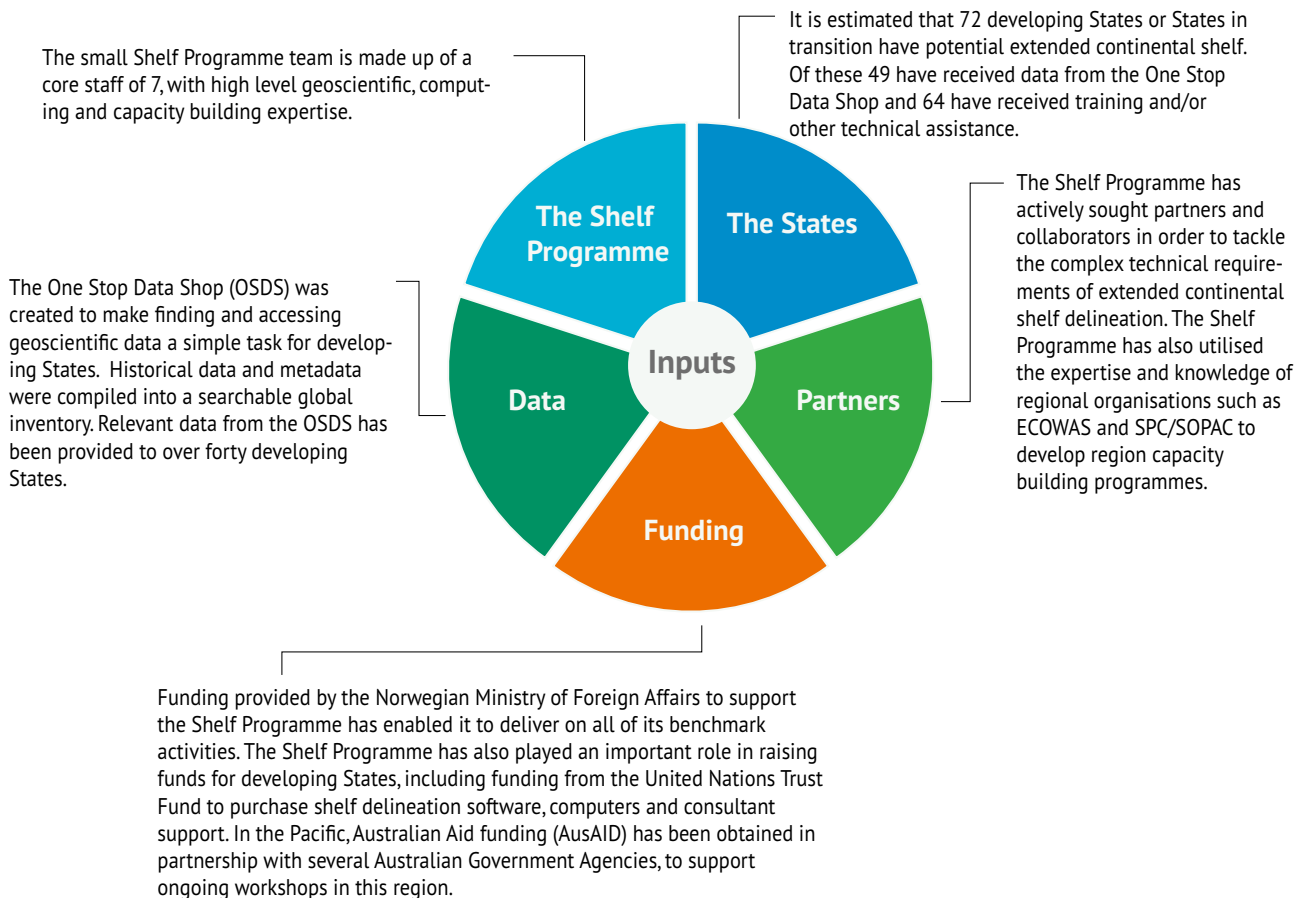 The small Shelf Programme team is made up of a
core staff of 7, with high level geoscientific, comput-
ing and capacity building expertise.
It is estimated that 72 developing States or States in
transition have potential extended continental shelf.
Of these 49 have received data from the One Stop
Data Shop and 64 have received training and/or
other technical assistance.
The Shelf
Programme
The States
The Shelf Programme has
actively sought partners and
collaborators in order to tackle
the complex technical require-
ments of extended continental
shelf delineation. The Shelf
Programme has also utilised
the expertise and knowledge of
regional organisations such as
ECOWAS and SPC/SOPAC to
develop region capacity
building programmes.
The One Stop Data Shop (OSDS) was
created to make finding and accessing
geoscientific data a simple task for develop-
ing States. Historical data and metadata
were compiled into a searchable global
inventory. Relevant data from the OSDS has
been provided to over forty developing
States.
Inputs
Data
Partners
Funding
Funding provided by the Norwegian Ministry of Foreign Affairs to support
the Shelf Programme has enabled it to deliver on all of its benchmark
activities. The Shelf Programme has also played an important role in raising
funds for developing States, including funding from the United Nations Trust
Fund to purchase shelf delineation software, computers and consultant
support. In the Pacific, Australian Aid funding (AusAID) has been obtained in
partnership with several Australian Government Agencies, to support
ongoing workshops in this region.